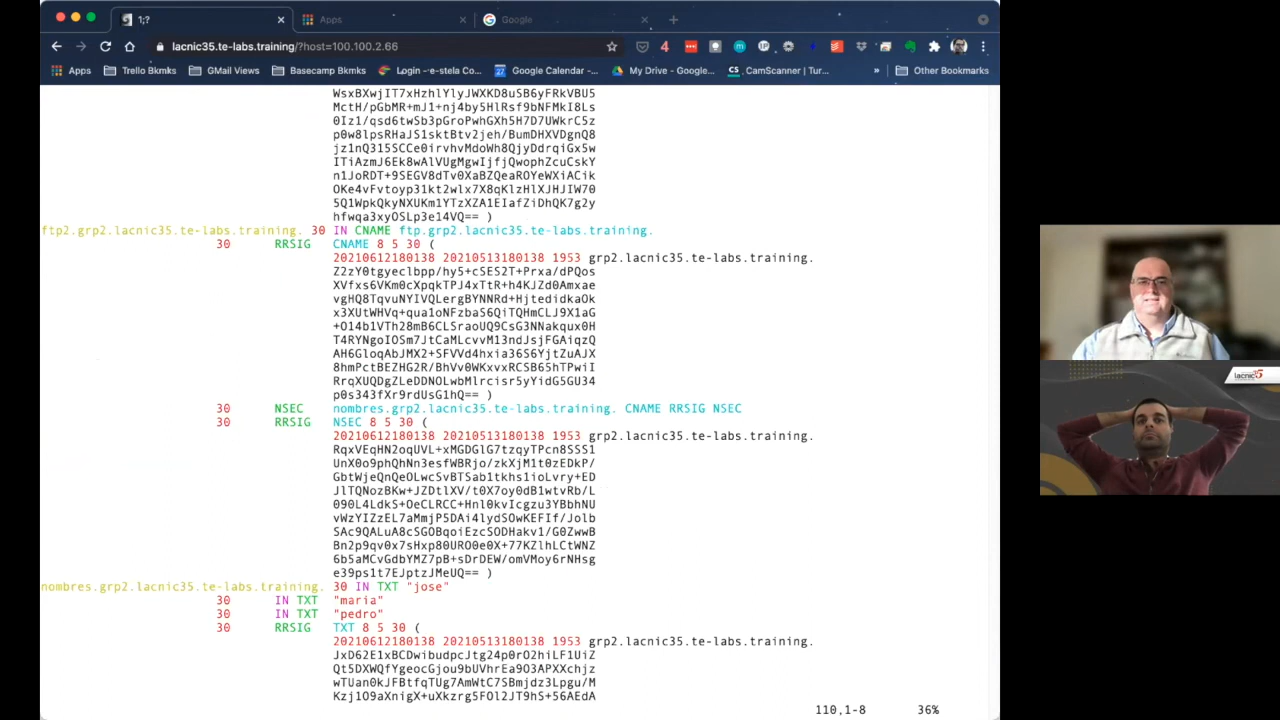 1;?
Apps
Google
lacnic35.te-labs.training/?host=100.100.2.66
Apps Trello Bkmks GMail Views Basecamp Bkmks Login - e-stela Co... Google Calendar -... My Drive - Google... CamScanner | Tur... » Other Bookmarks
WsxBXwjIT7xHzhlYlyJWXKD8uSB6yFRkVBU5
MctH/pGbMR+mJ1+nj4by5HlRsf9bNFMkI8Ls
0Iz1/qsd6twSb3pGroPwhGXh5H7D7UWkrC5z
p0w8lpsRHaJS1sktBtv2jeh/BumDHXVDgnQ8
jz1nQ315SCCe0irvhvMdoWh8QjyDdrqiGx5w
ITiAzmJ6Ek8wAlVUgMgwIjfjQwophZcuCskY
n1JoRDT+9SEGV8dTv0XaBZQeaROYeWXiACik
OKe4vFvtoyp31kt2wlx7X8qKlzHlXJHJIW70
5Q1WpkQkyNXUKm1YTzXZA1EIafZiDhQK7g2y
hfwqa3xyOSLp3e14VQ== )
ftp2.grp2.lacnic35.te-labs.training. 30 IN CNAME ftp.grp2.lacnic35.te-labs.training.
30 RRSIG CNAME 8 5 30 (
20210612180138 20210513180138 1953 grp2.lacnic35.te-labs.training.
Z2zY0tgyeclbpp/hy5+cSES2T+Prxa/dPQos
XVfxs6VKm0cXpqkTPJ4xTtR+h4KJZd0Amxae
vgHQ8TqvuNYIVQLergBYNNRd+HjtedidkaOk
x3XUtWHVq+qua1oNFzbaS6QiTQHmCLJ9X1aG
+O14b1VTh28mB6CLSraoUQ9CsG3NNakqux0H
T4RYNgoIOSm7JtCaMLcvvM13ndJsjFGAiqzQ
AH6GloqAbJMX2+SFVVd4hxia36S6YjtZuAJX
8hmPctBEZHG2R/BhVv0WKxvxRCSB65hTPwiI
RrqXUQDgZLeDDNOLwbMlrcisr5yYidG5GU34
p0s343fXr9rdUsG1hQ== )
30 NSEC nombres.grp2.lacnic35.te-labs.training. CNAME RRSIG NSEC
30 RRSIG NSEC 8 5 30 (
20210612180138 20210513180138 1953 grp2.lacnic35.te-labs.training.
RqxVEqHN2oqUVL+xMGDGlG7tzqyTPcn8SSS1
UnX0o9phQhNn3esfWBRjo/zkXjM1t0zEDkP/
GbtWjeQnQeOLwcSvBTSab1tkhs1ioLvry+ED
JlTQNozBKw+JZDtlXV/t0X7oy0dB1wtvRb/L
090L4LdkS+OeCLRCC+Hnl0kvIcgzu3YBbhNU
vWzYIZzEL7aMmjP5DAi4lydSOwKEFIf/Jolb
SAc9QALuA8cSGOBqoiEzcSODHakv1/G0ZwwB
Bn2p9qv0x7sHxp80URO0e0X+77KZlhLCtWNZ
6b5aMCvGdbYMZ7pB+sDrDEW/omVMoy6rNHsg
e39ps1t7EJptzJMeUQ== )
nombres.grp2.lacnic35.te-labs.training. 30 IN TXT "jose"
30 IN TXT "maria"
30 IN TXT "pedro"
30 RRSIG TXT 8 5 30 (
20210612180138 20210513180138 1953 grp2.lacnic35.te-labs.training.
JxD62E1xBCDwibudpcJtg24p0rO2hiLF1UiZ
Qt5DXWQfYgeocGjou9bUVhrEa9O3APXXchjz
wTUan0kJFBtfqTUg7AmWtC7SBmjdz3Lpgu/M
Kzj1O9aXnigX+uXkzrg5FOl2JT9hS+56AEdA
110,1-8 36%
lacnic35